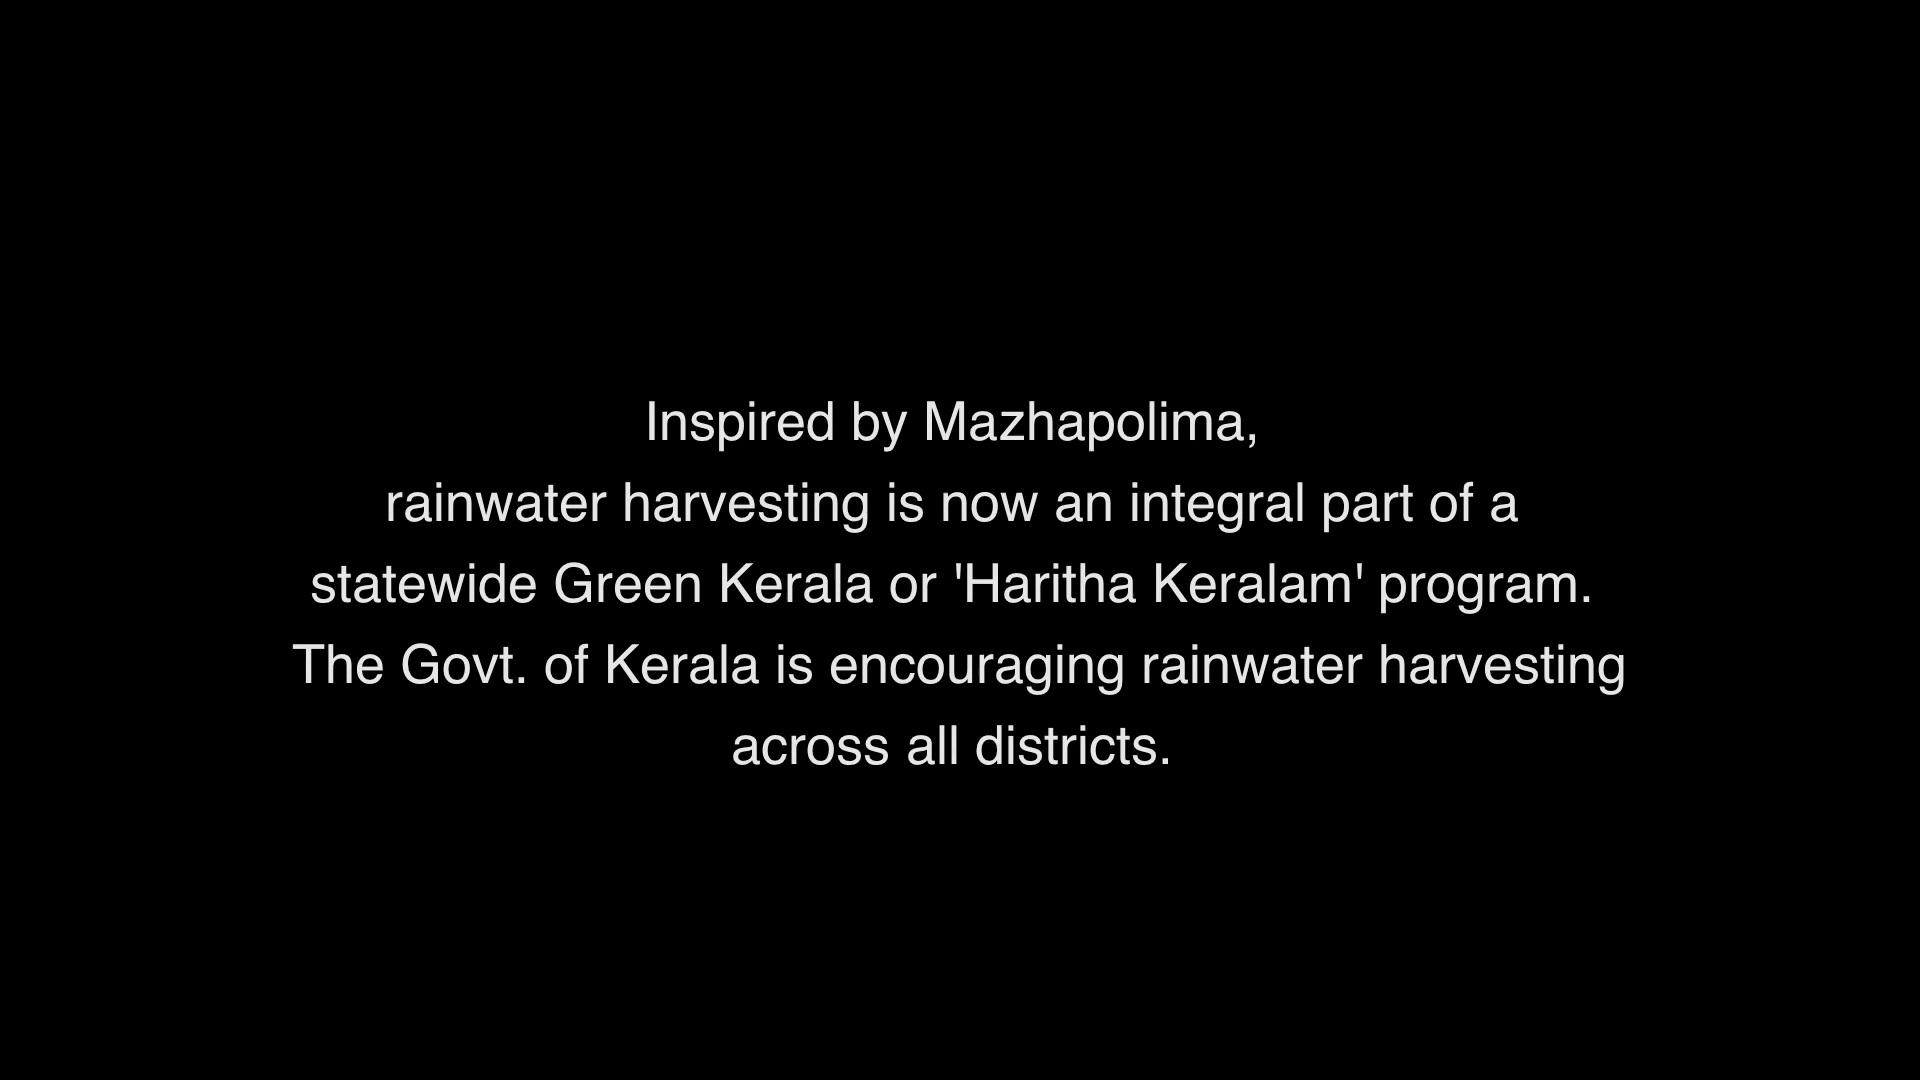 Inspired by Mazhapolima,
rainwater harvesting is now an integral part of a
statewide Green Kerala or 'Haritha Keralam' program.
The Govt. of Kerala is encouraging rainwater harvesting
across all districts.